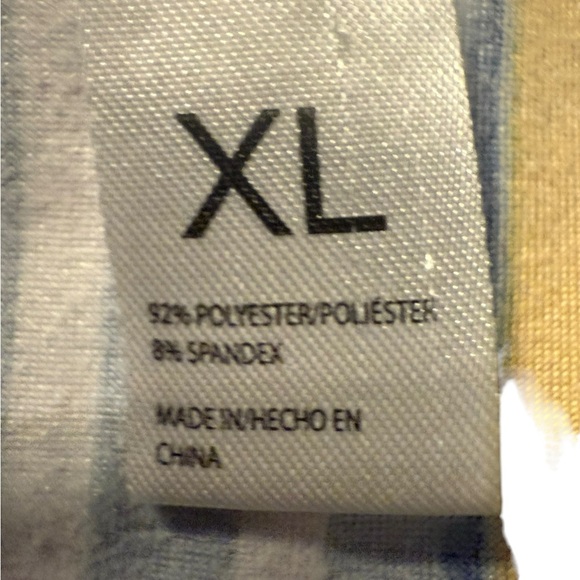 XL
92% POLYESTER/POLIÉSTER
8% SPANDEX
MADE IN/HECHO EN
CHINA